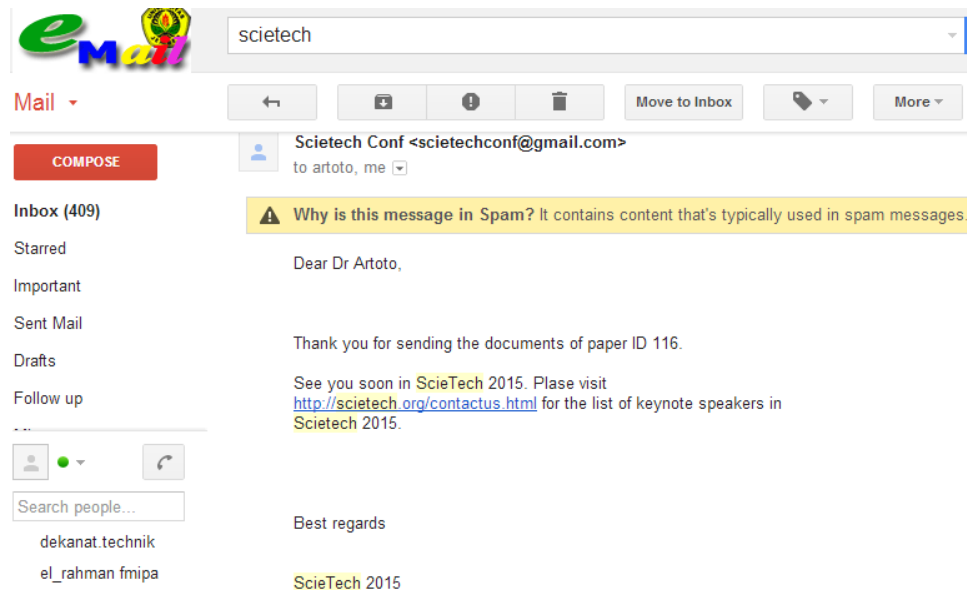 eMail
scietech
Mail
Move to Inbox
More
COMPOSE
Scietech Conf <scietechconf@gmail.com>
to artoto, me
Why is this message in Spam? It contains content that's typically used in spam messages.
Inbox (409)
Starred
Important
Sent Mail
Drafts
Follow up
Dear Dr Artoto,
Thank you for sending the documents of paper ID 116.
See you soon in ScieTech 2015. Plase visit
http://scietech.org/contactus.html for the list of keynote speakers in
Scietech 2015.
Best regards
ScieTech 2015
Search people...
dekanat.technik
el_rahman fmipa